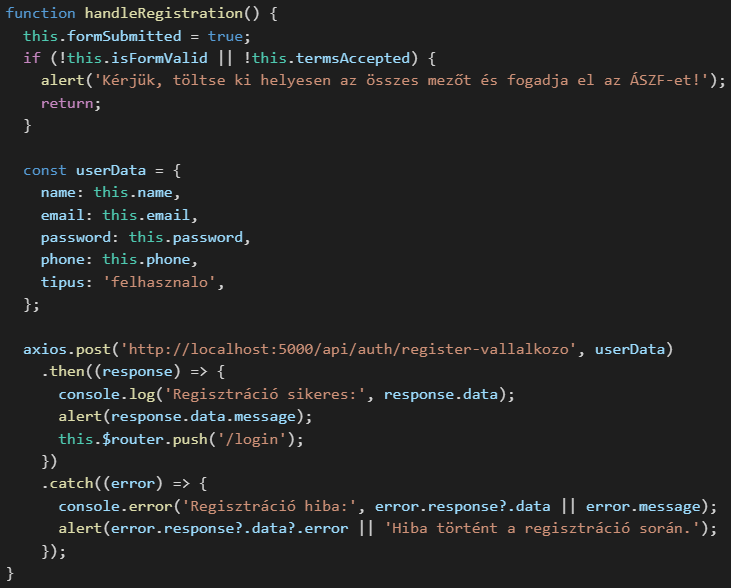 function handleRegistration() {
  this.formSubmitted = true;
  if (!this.isFormValid || !this.termsAccepted) {
    alert('Kérjük, töltse ki helyesen az összes mezőt és fogadja el az ÁSZF-et!');
    return;
  }

  const userData = {
    name: this.name,
    email: this.email,
    password: this.password,
    phone: this.phone,
    tipus: 'felhasznalo',
  };

  axios.post('http://localhost:5000/api/auth/register-vallalkozo', userData)
    .then((response) => {
      console.log('Regisztráció sikeres:', response.data);
      alert(response.data.message);
      this.$router.push('/login');
    })
    .catch((error) => {
      console.error('Regisztráció hiba:', error.response?.data || error.message);
      alert(error.response?.data?.error || 'Hiba történt a regisztráció során.');
    });
}